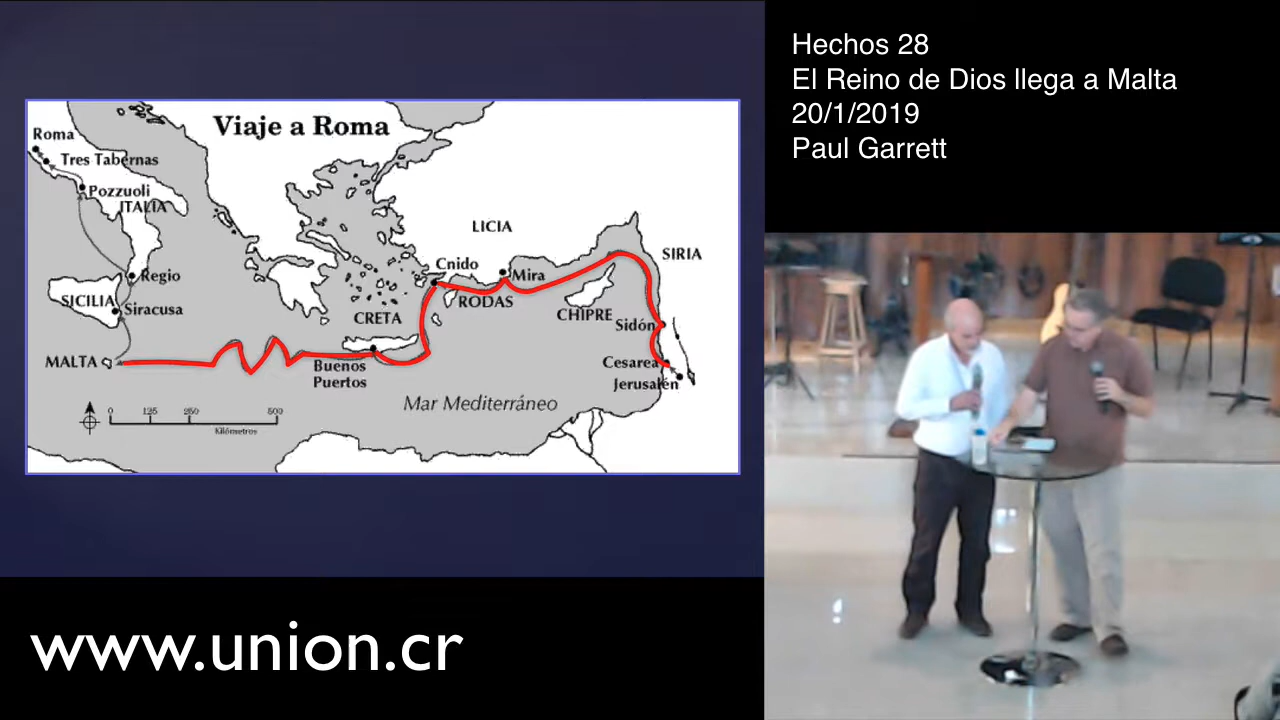 Hechos 28
El Reino de Dios llega a Malta
20/1/2019
Paul Garrett
Viaje a Roma
Roma
Tres Tabernas
Pozzuoli
ITALIA
LICIA
SIRIA
Cnido
Mira
Regio
SICILIA
Siracusa
RODAS
CHIPRE
CRETA
Sidón
MALTA
Buenos
Puertos
Cesarea
Jerusalén
Mar Mediterráneo
0 125 250 500
Kilómetros
www.union.cr